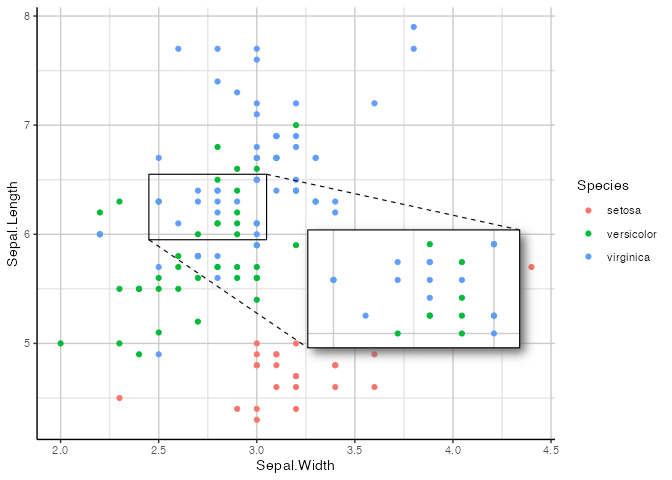 8
7
6
5
Sepal.Length
2.0 2.5 3.0 3.5 4.0 4.5
Sepal.Width
Species
setosa
versicolor
virginica